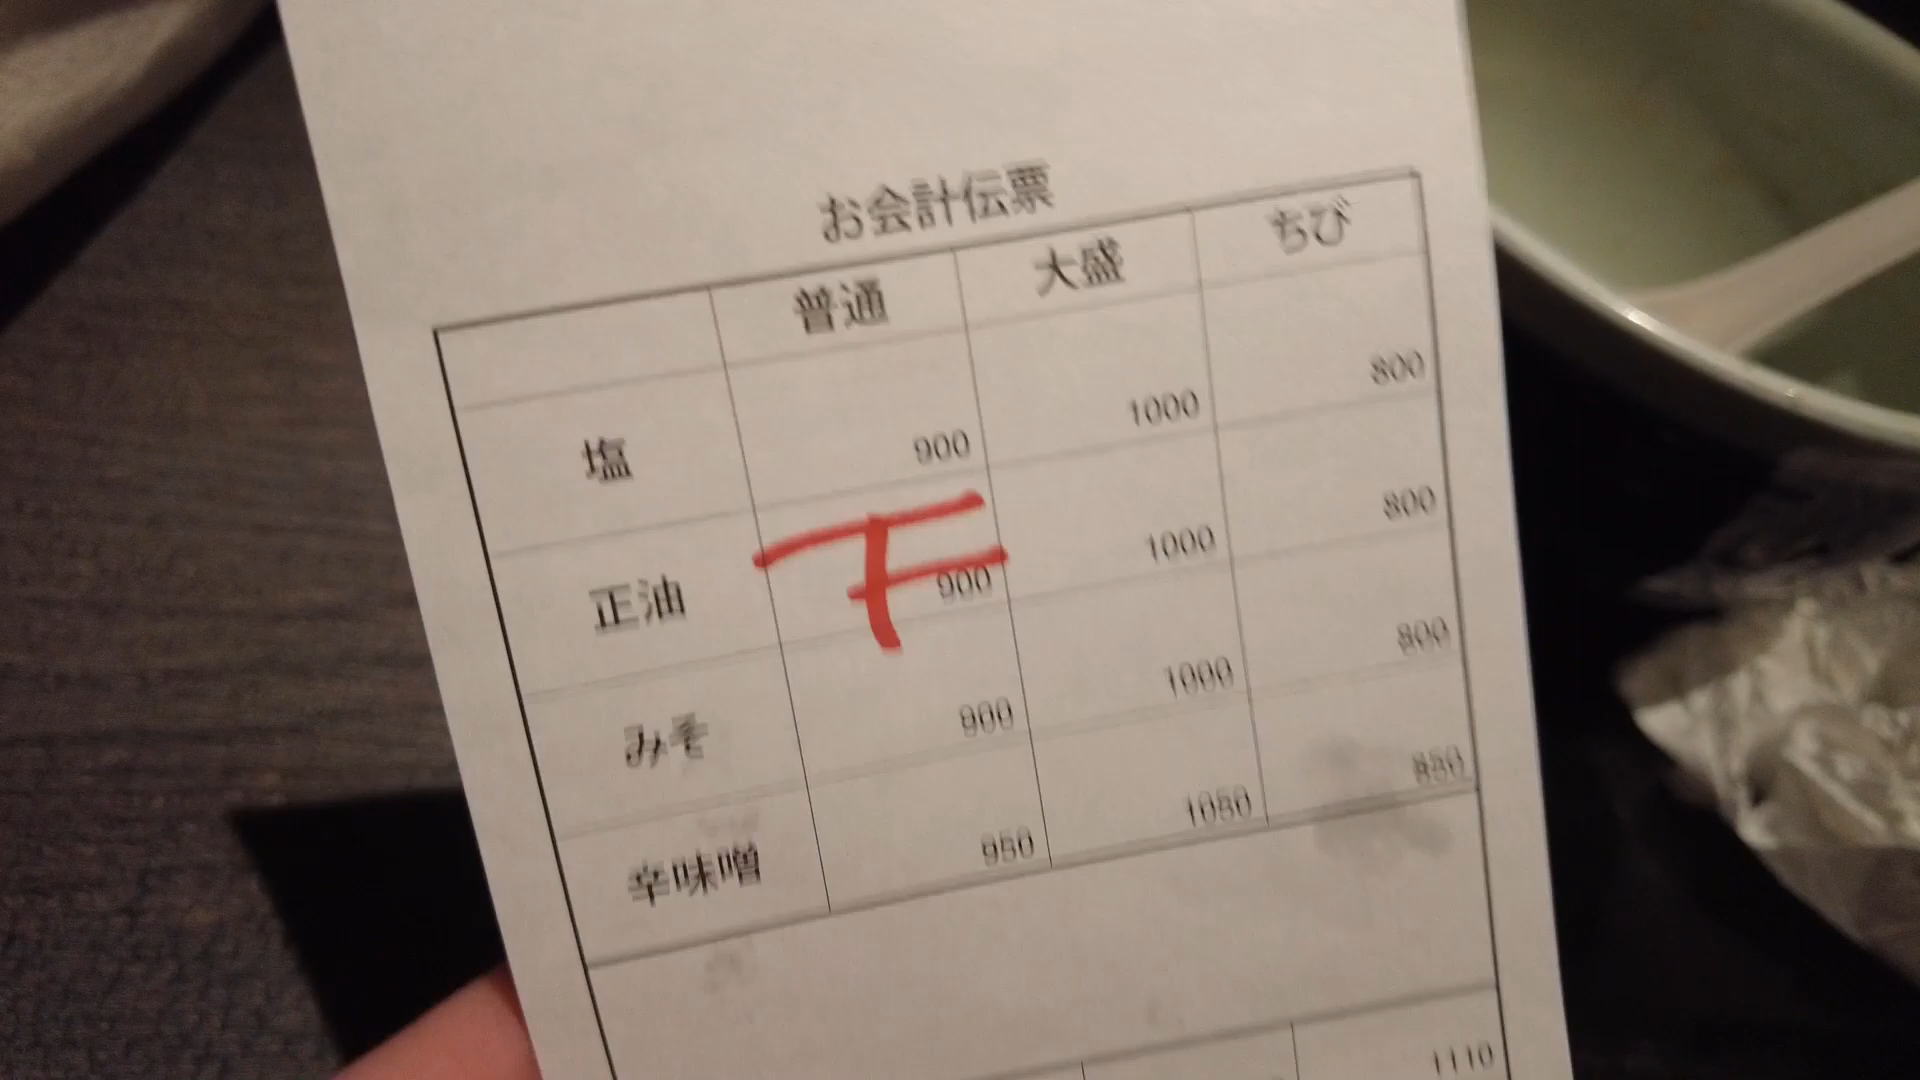 お会計伝票
普通 大盛 ちび
塩 900 1000 800
正油 900 1000 800
みそ 900 1000 800
辛味噌 950 1050 850
1110